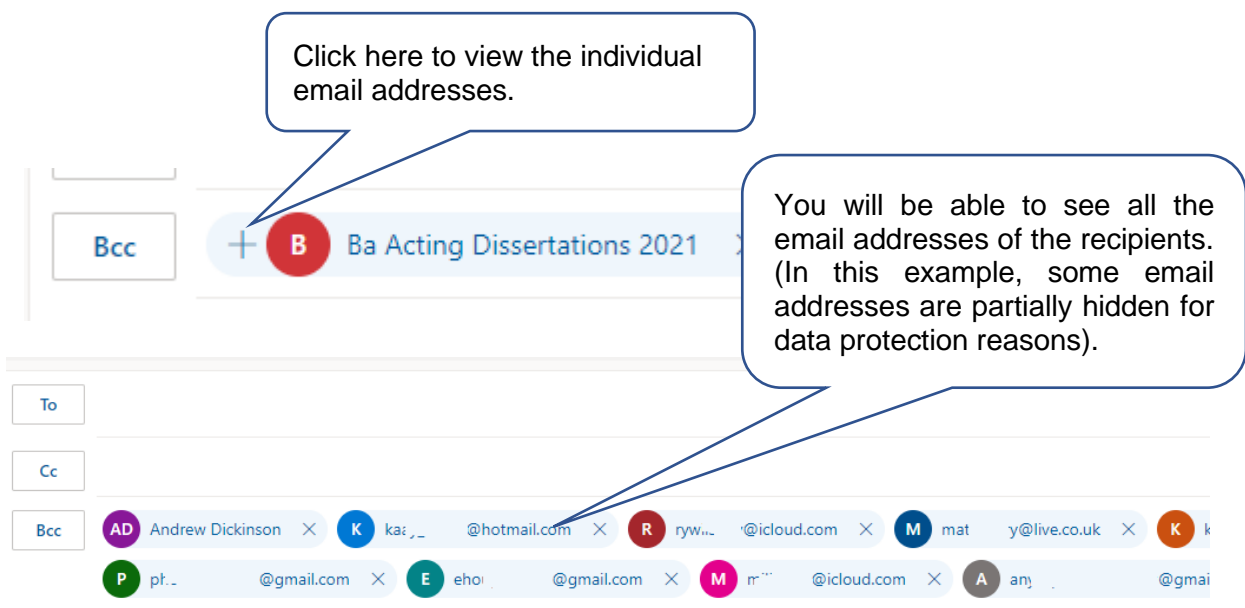 Click here to view the individual
email addresses.
You will be able to see all the
email addresses of the recipients.
(In this example, some email
addresses are partially hidden for
data protection reasons).
Bcc + B Ba Acting Dissertations 2021
To
Cc
Bcc AD Andrew Dickinson K @hotmail.com R @icloud.com M mat y@live.co.uk K
P @gmail.com E @gmail.com M @icloud.com A @gmai